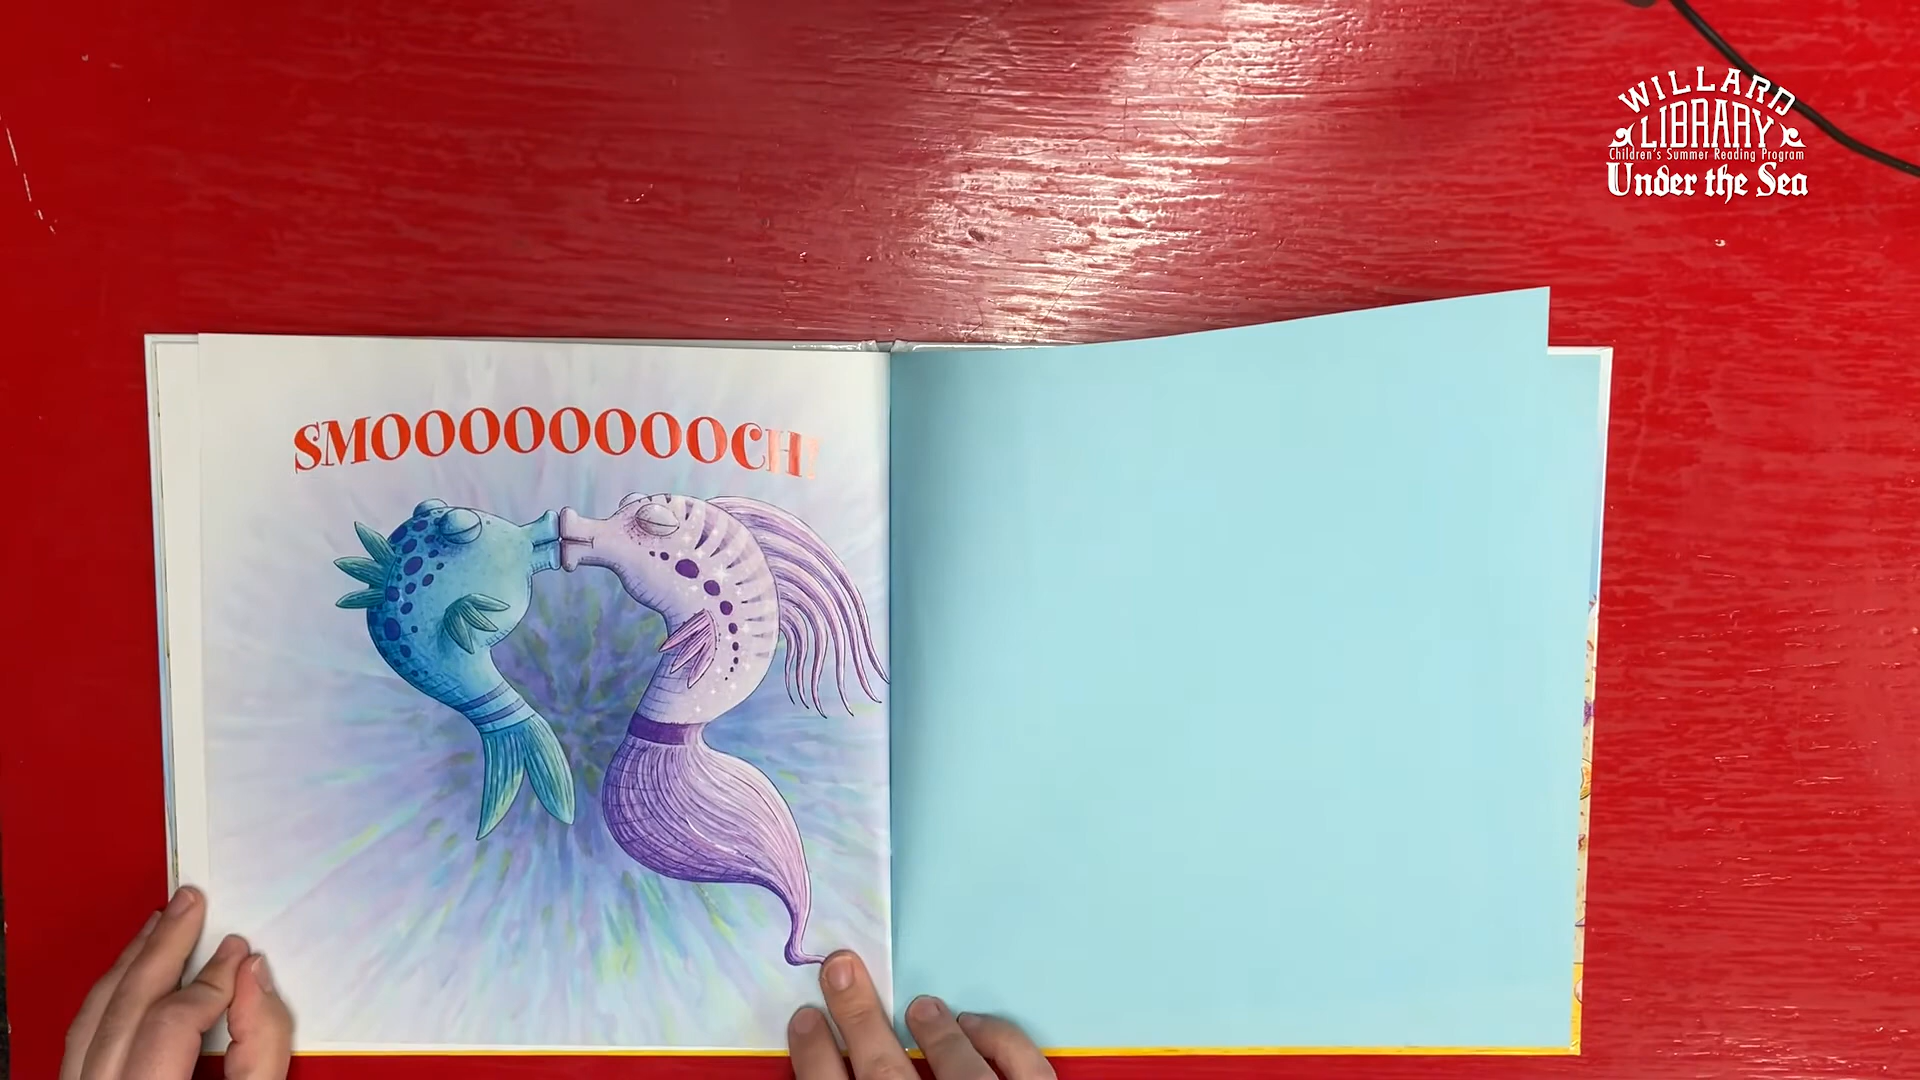 WILLARD
LIBRARY
Children's Summer Reading Program
Under the Sea
SMOOOOOOOOCH!